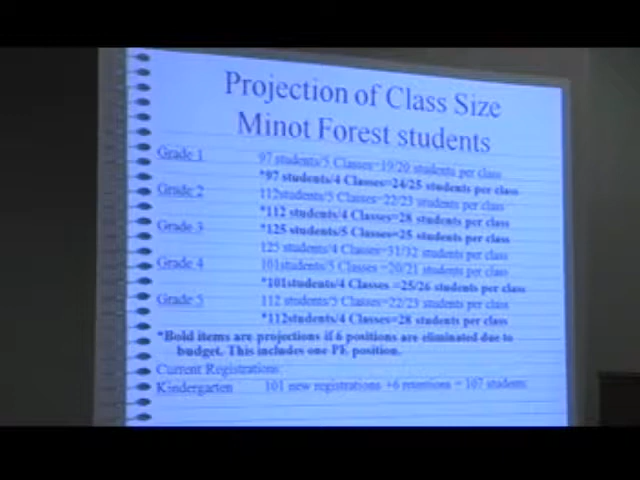 Projection of Class Size
Minot Forest students
Grade 1 97 students/5 Classes=19/20 students per class
*97 students/4 Classes=24/25 students per class
Grade 2 112students/5 Classes=22/23 students per class
*112 students/4 Classes=28 students per class
Grade 3 *125 students/5 Classes=25 students per class
125 students/4 Classes=31/32 students per class
Grade 4 101students/5 Classes =20/21 students per class
*101students/4 Classes =25/26 students per class
Grade 5 112 students/5 Classes=22/23 students per class
*112students/4 Classes=28 students per class
*Bold items are projections if 6 positions are eliminated due to
budget. This includes one PE position.
Current Registrations
Kindergarten 101 new registrations +6 retentions = 107 students